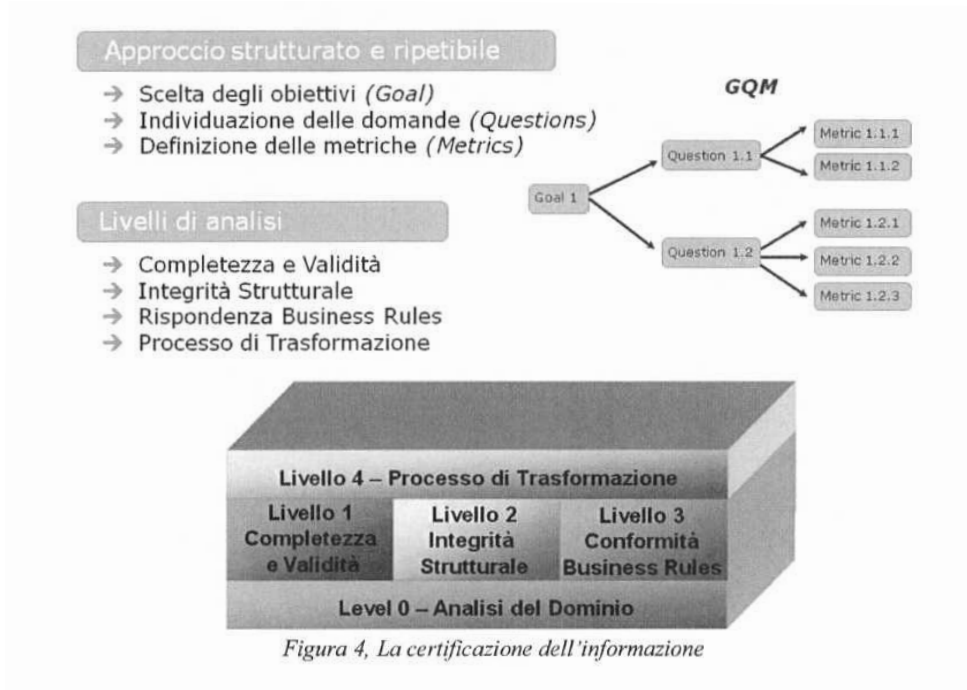 Approccio strutturato e ripetibile
→ Scelta degli obiettivi (Goal)
→ Individuazione delle domande (Questions)
→ Definizione delle metriche (Metrics)
GQM
Goal 1
Question 1.1
Metric 1.1.1
Metric 1.1.2
Question 1.2
Metric 1.2.1
Metric 1.2.2
Metric 1.2.3
Livelli di analisi
→ Completezza e Validità
→ Integrità Strutturale
→ Rispondenza Business Rules
→ Processo di Trasformazione
Livello 4 – Processo di Trasformazione
Livello 1
Completezza
e Validità
Livello 2
Integrità
Strutturale
Livello 3
Conformità
Business Rules
Level 0 – Analisi del Dominio
Figura 4, La certificazione dell'informazione